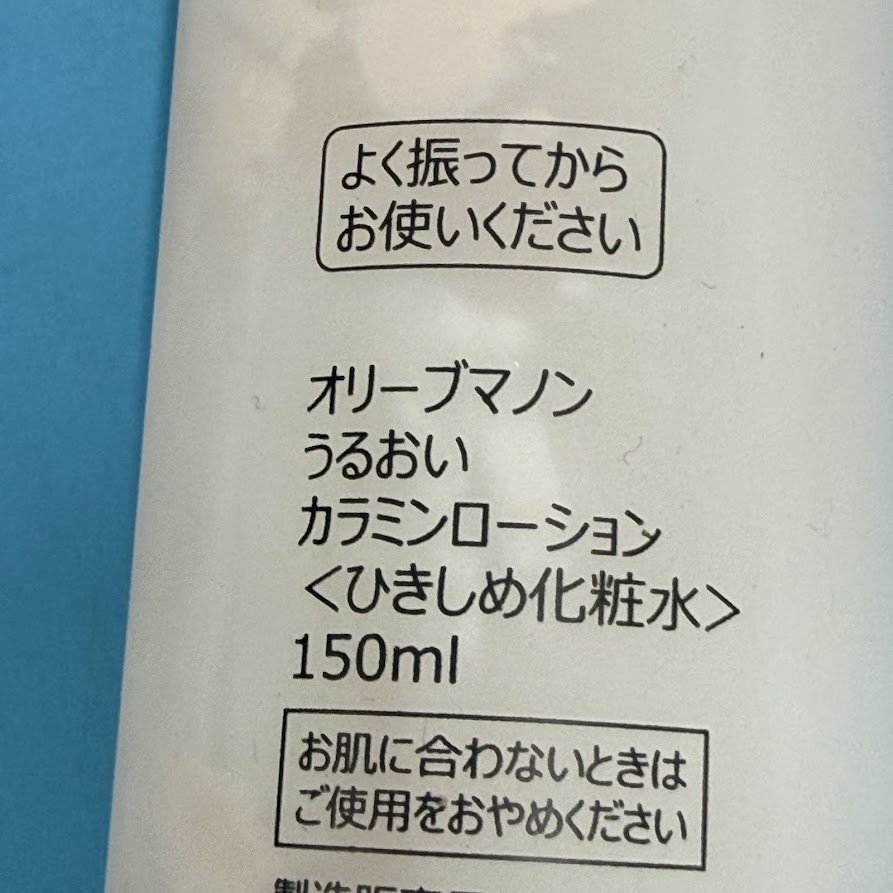 よく振ってから
お使いください
オリーブマノン
うるおい
カラミンローション
<ひきしめ化粧水>
150ml
お肌に合わないときは
ご使用をおやめください